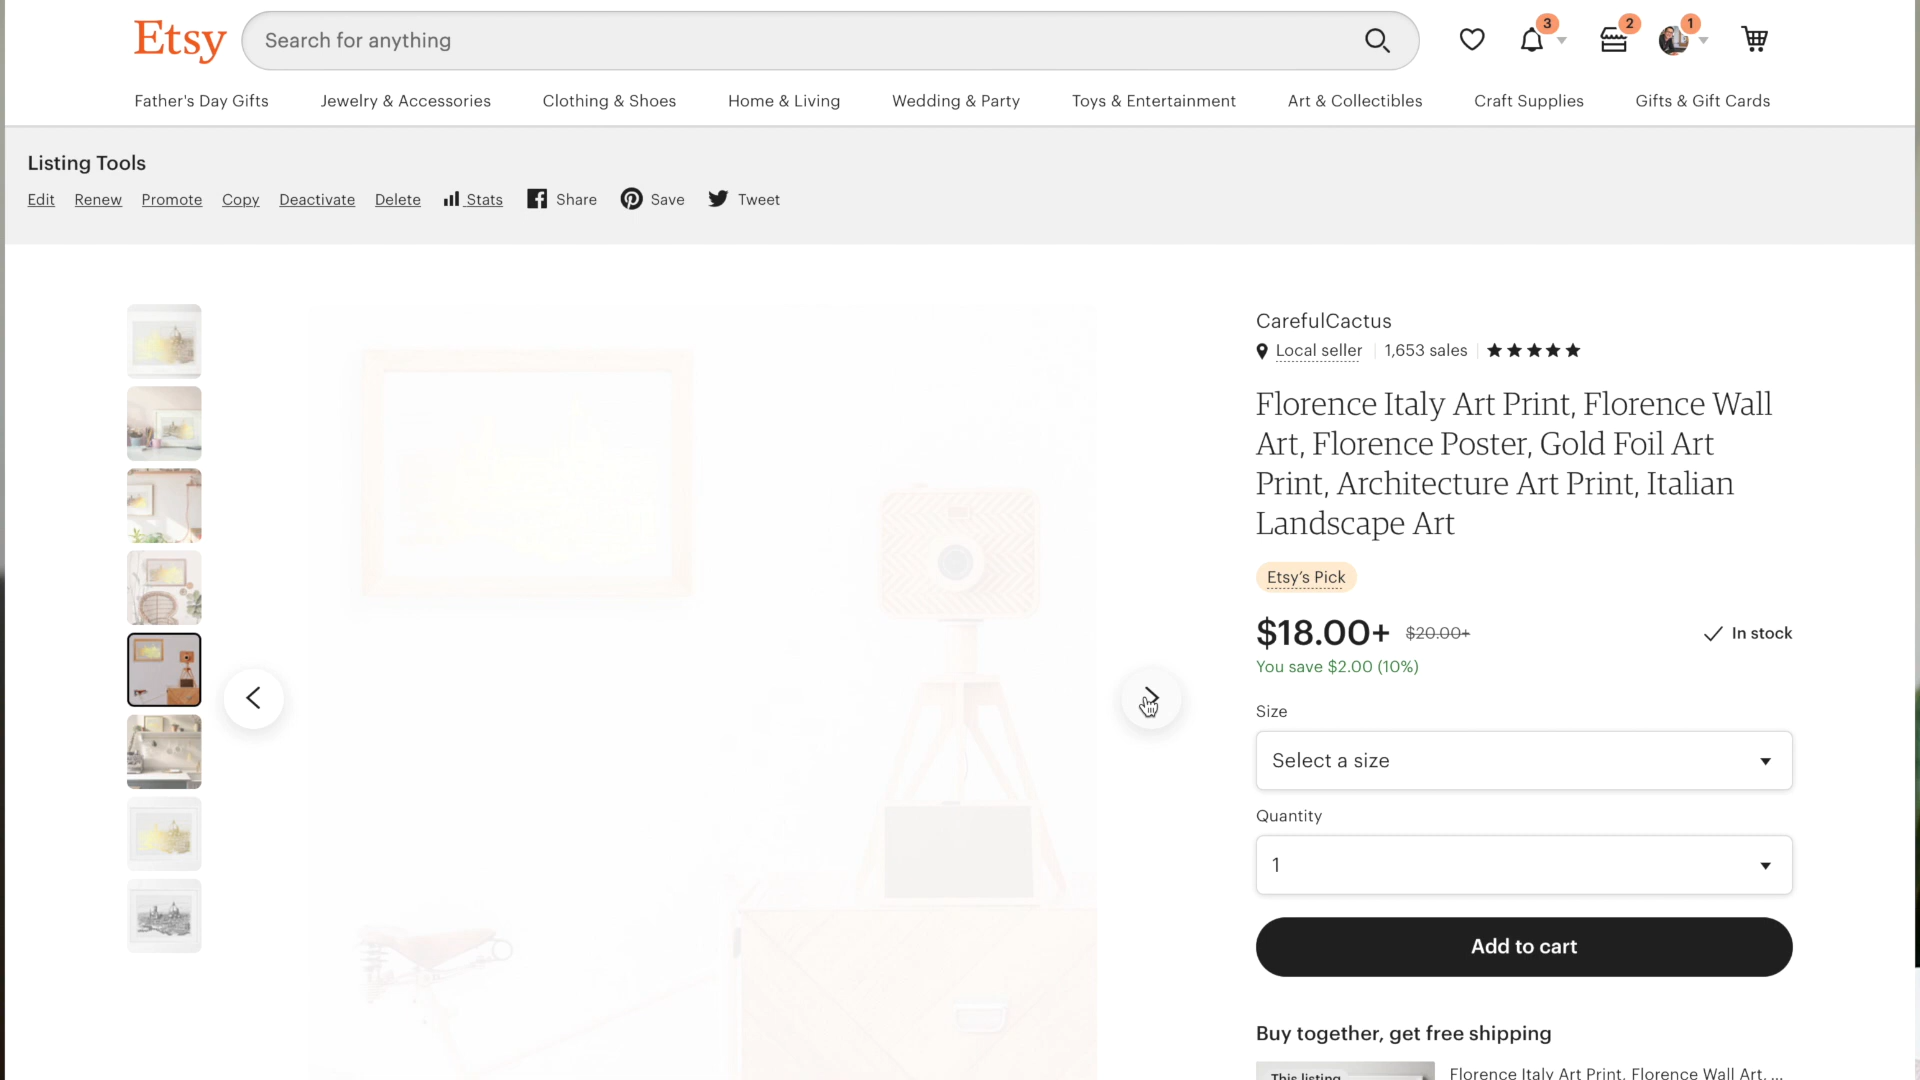 Etsy
Search for anything
3
2
1
Father's Day Gifts
Jewelry & Accessories
Clothing & Shoes
Home & Living
Wedding & Party
Toys & Entertainment
Art & Collectibles
Craft Supplies
Gifts & Gift Cards
Listing Tools
Edit
Renew
Promote
Copy
Deactivate
Delete
Stats
Share
Save
Tweet
CarefulCactus
Local seller
1,653 sales
Florence Italy Art Print, Florence Wall
Art, Florence Poster, Gold Foil Art
Print, Architecture Art Print, Italian
Landscape Art
Etsy’s Pick
$18.00+
$20.00+
In stock
You save $2.00 (10%)
Size
Select a size
Quantity
1
Add to cart
Buy together, get free shipping
This listing
Florence Italy Art Print, Florence Wall Art, ...